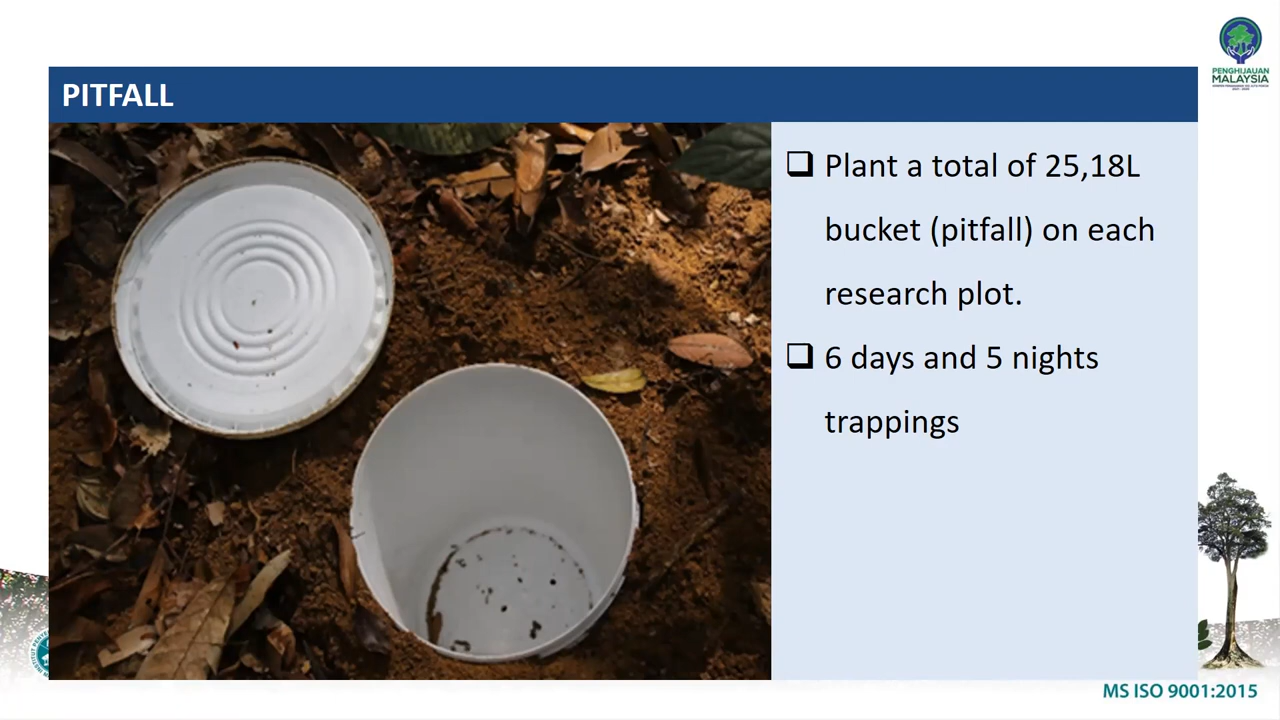 PENGHIJAUAN
MALAYSIA
PITFALL
❑ Plant a total of 25,18L
bucket (pitfall) on each
research plot.
❑ 6 days and 5 nights
trappings
MS ISO 9001:2015